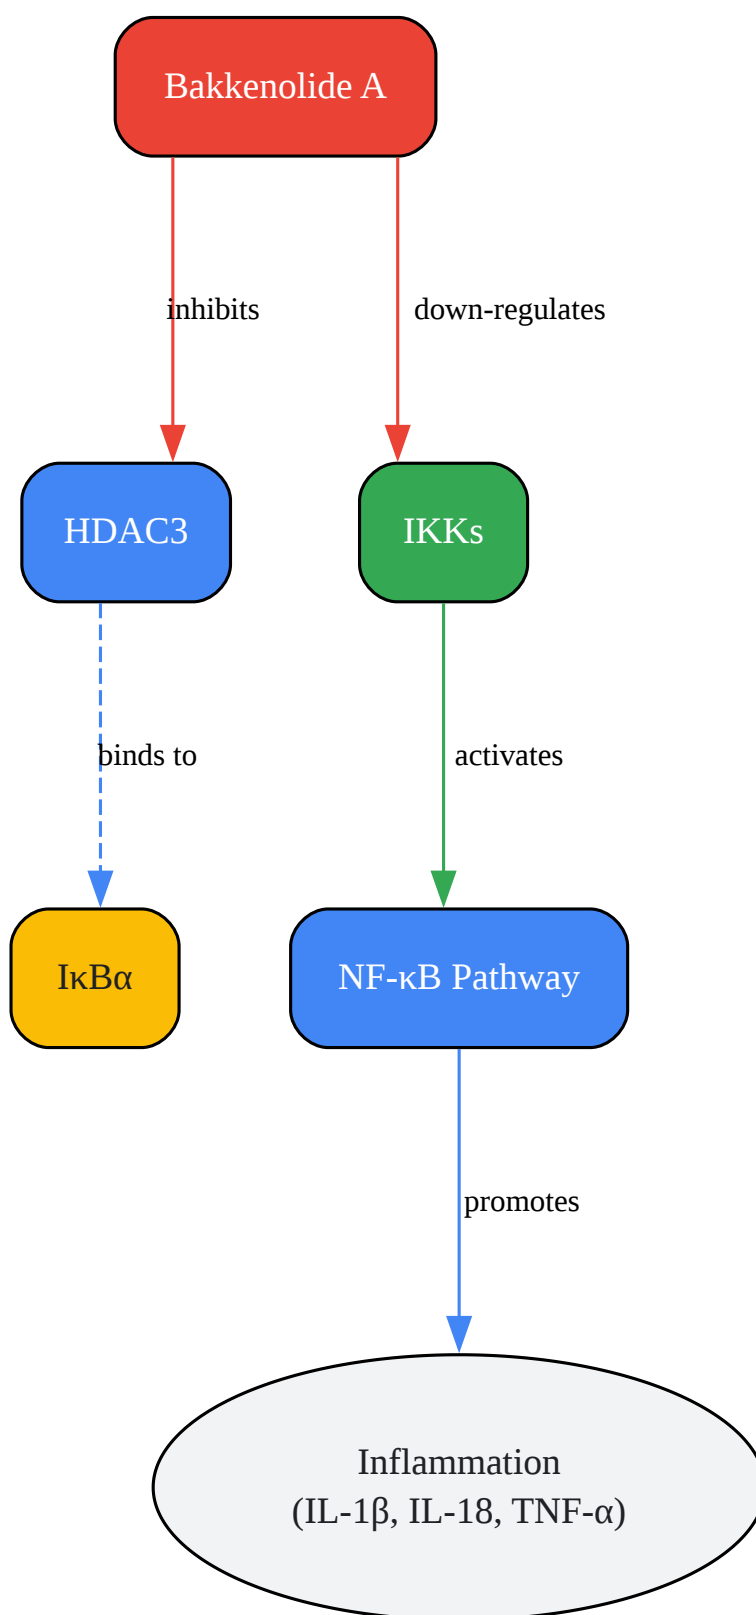 Bakkenolide A
inhibits
down-regulates
HDAC3
IKKs
binds to
activates
IκBα
NF-κB Pathway
promotes
Inflammation
(IL-1β, IL-18, TNF-α)